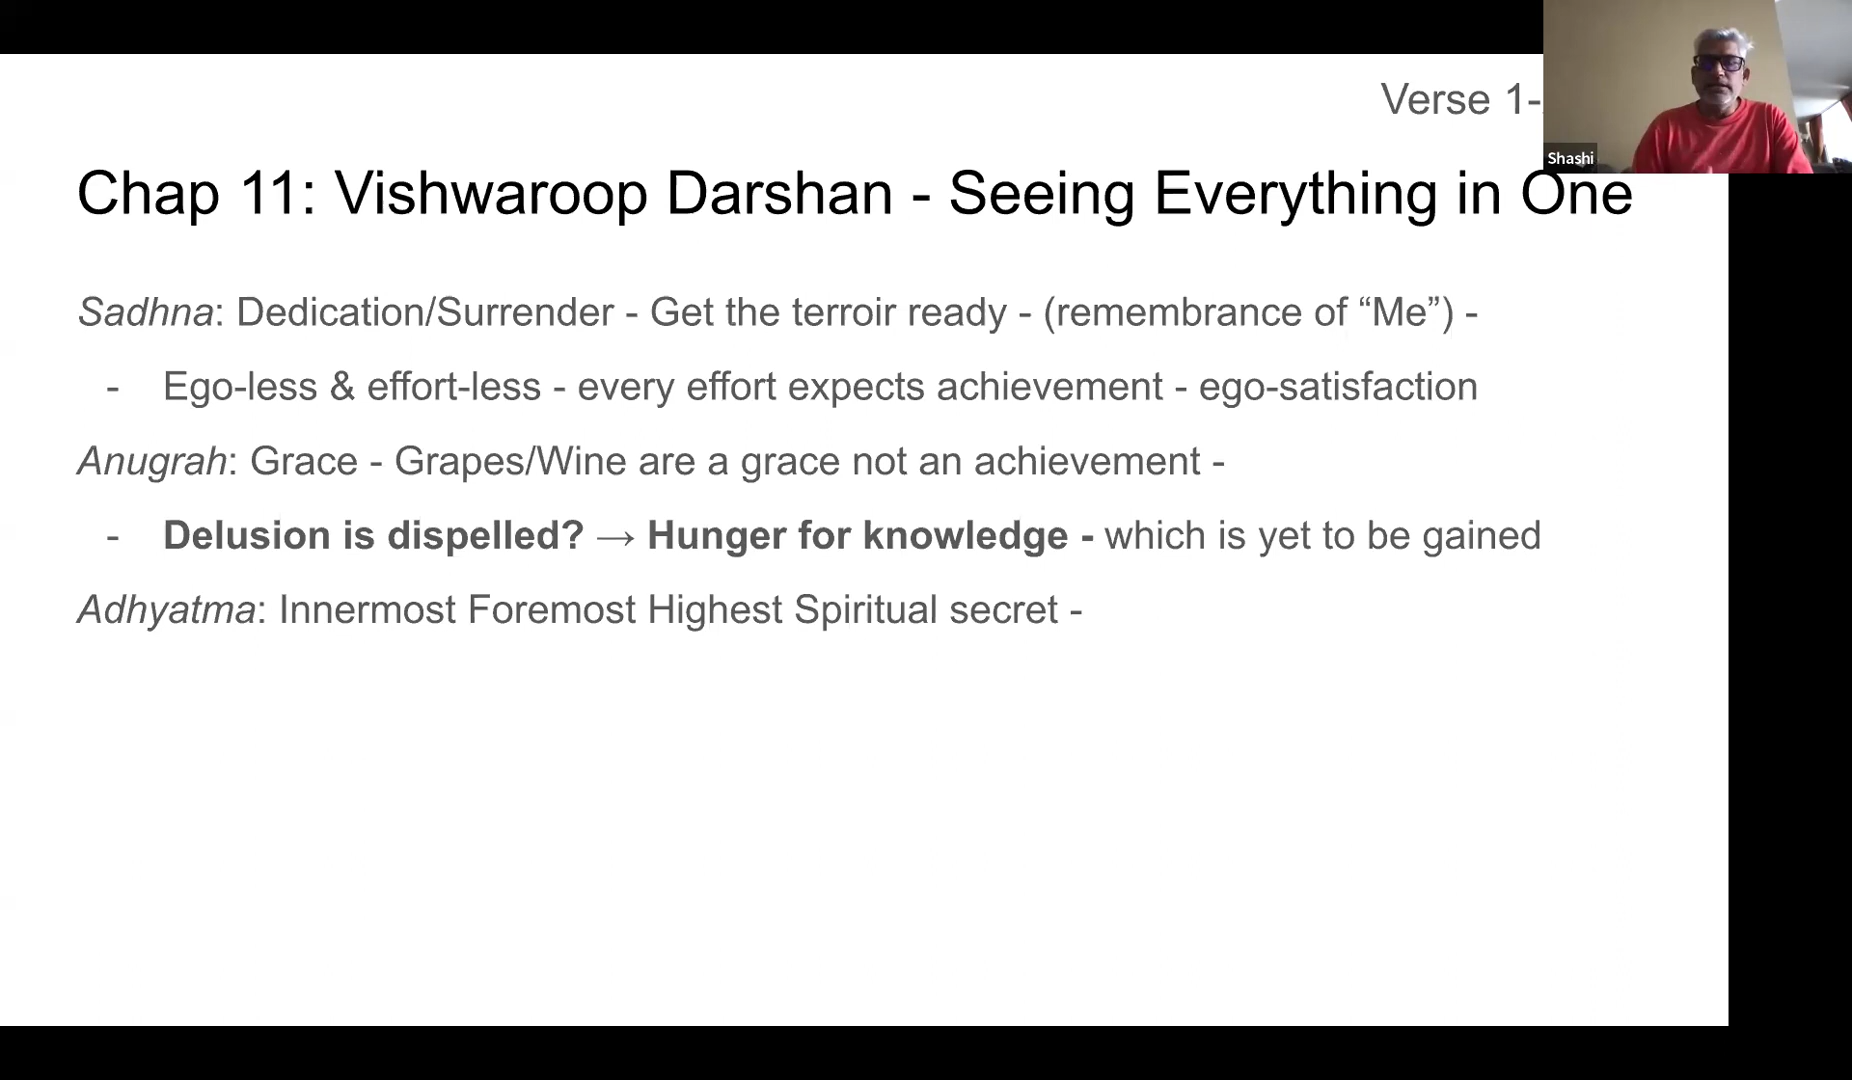 Verse 1-
Shashi
Chap 11: Vishwaroop Darshan - Seeing Everything in One
Sadhna: Dedication/Surrender - Get the terroir ready - (remembrance of “Me”) -
- Ego-less & effort-less - every effort expects achievement - ego-satisfaction
Anugrah: Grace - Grapes/Wine are a grace not an achievement -
- Delusion is dispelled? → Hunger for knowledge - which is yet to be gained
Adhyatma: Innermost Foremost Highest Spiritual secret -